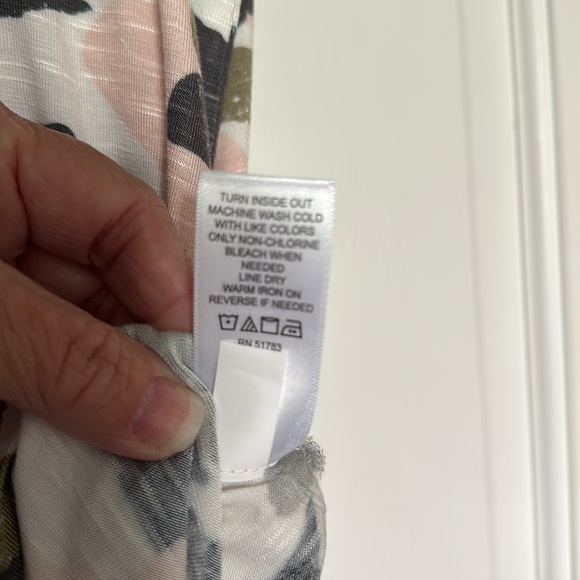 TURN INSIDE OUT
MACHINE WASH COLD
WITH LIKE COLORS
ONLY NON-CHLORINE
BLEACH WHEN
NEEDED
LINE DRY
WARM IRON ON
REVERSE IF NEEDED
RN 51783